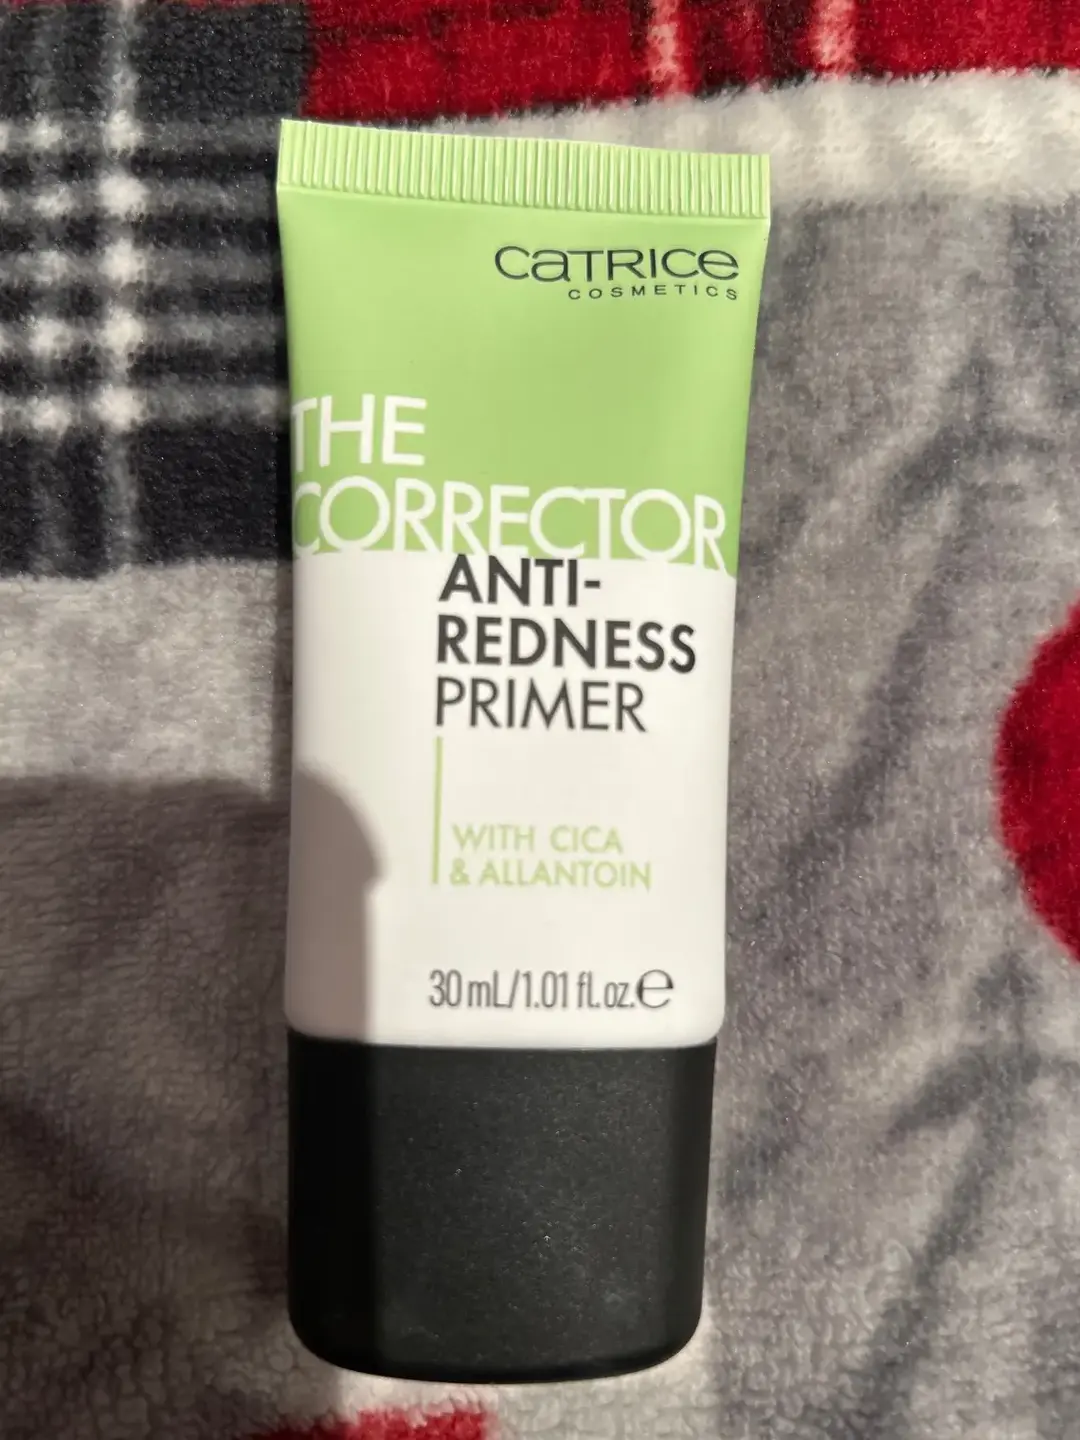 CATRICE
COSMETICS
THE
CORRECTOR
ANTI-
REDNESS
PRIMER
WITH CICA
& ALLANTOIN
30 mL/1.01 fl. oz. ℮